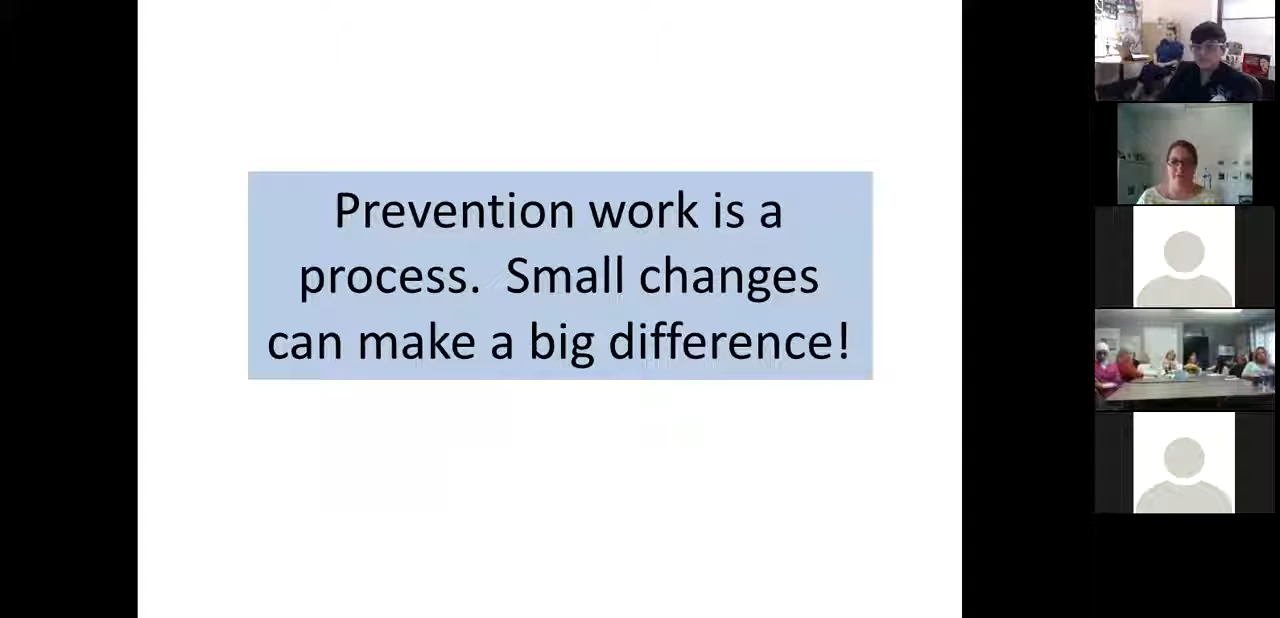 Prevention work is a
process.  Small changes
can make a big difference!